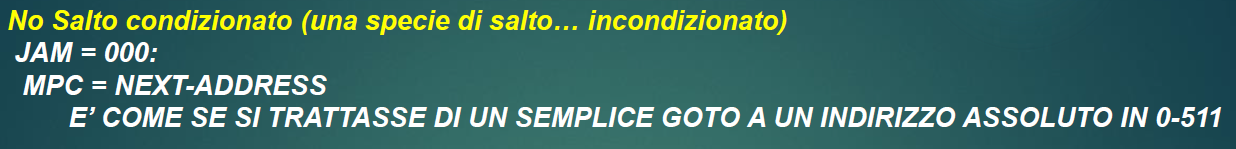 No Salto condizionato (una specie di salto… incondizionato)
JAM = 000:
MPC = NEXT-ADDRESS
E’ COME SE SI TRATTASSE DI UN SEMPLICE GOTO A UN INDIRIZZO ASSOLUTO IN 0-511